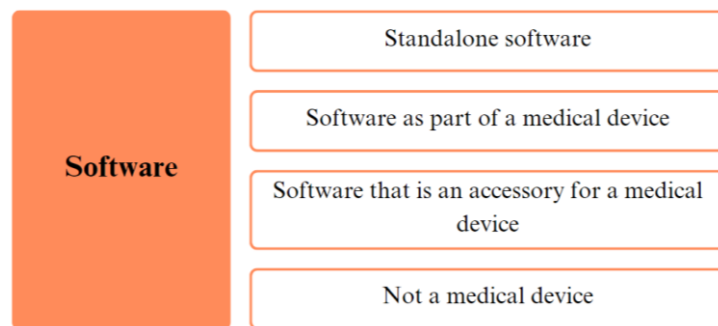 Software
Standalone software
Software as part of a medical device
Software that is an accessory for a medical
device
Not a medical device